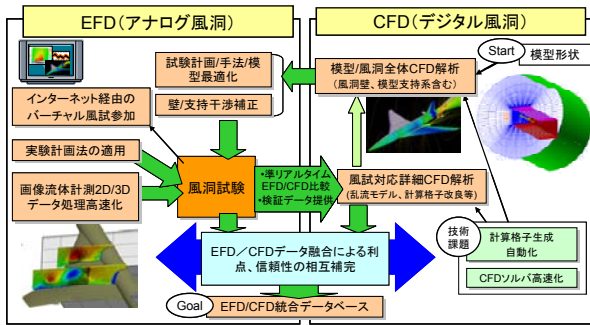 EFD(アナログ風洞)
CFD(デジタル風洞)
試験計画/手法/模
型最適化
壁/支持干渉補正
インターネット経由の
バーチャル風試参加
実験計画法の適用
画像流体計測2D/3D
データ処理高速化
風洞試験
・準リアルタイム
EFD/CFD比較
・検証データ提供
Start
模型形状
模型/風洞全体CFD解析
(風洞壁、模型支持系含む)
風試対応詳細CFD解析
(乱流モデル、計算格子改良等)
技術
課題
計算格子生成
自動化
CFDソルバ高速化
EFD/CFDデータ融合による利
点、信頼性の相互補完
Goal
EFD/CFD統合データベース